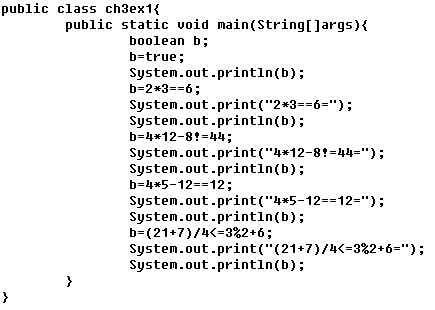 public class ch3ex1{
public static void main(String[]args){
boolean b;
b=true;
System.out.println(b);
b=2*3==6;
System.out.print("2*3==6=");
System.out.println(b);
b=4*12-8!=44;
System.out.print("4*12-8!=44=");
System.out.println(b);
b=4*5-12==12;
System.out.print("4*5-12==12=");
System.out.println(b);
b=(21+7)/4<=3%2+6;
System.out.print("(21+7)/4<=3%2+6=");
System.out.println(b);
}
}